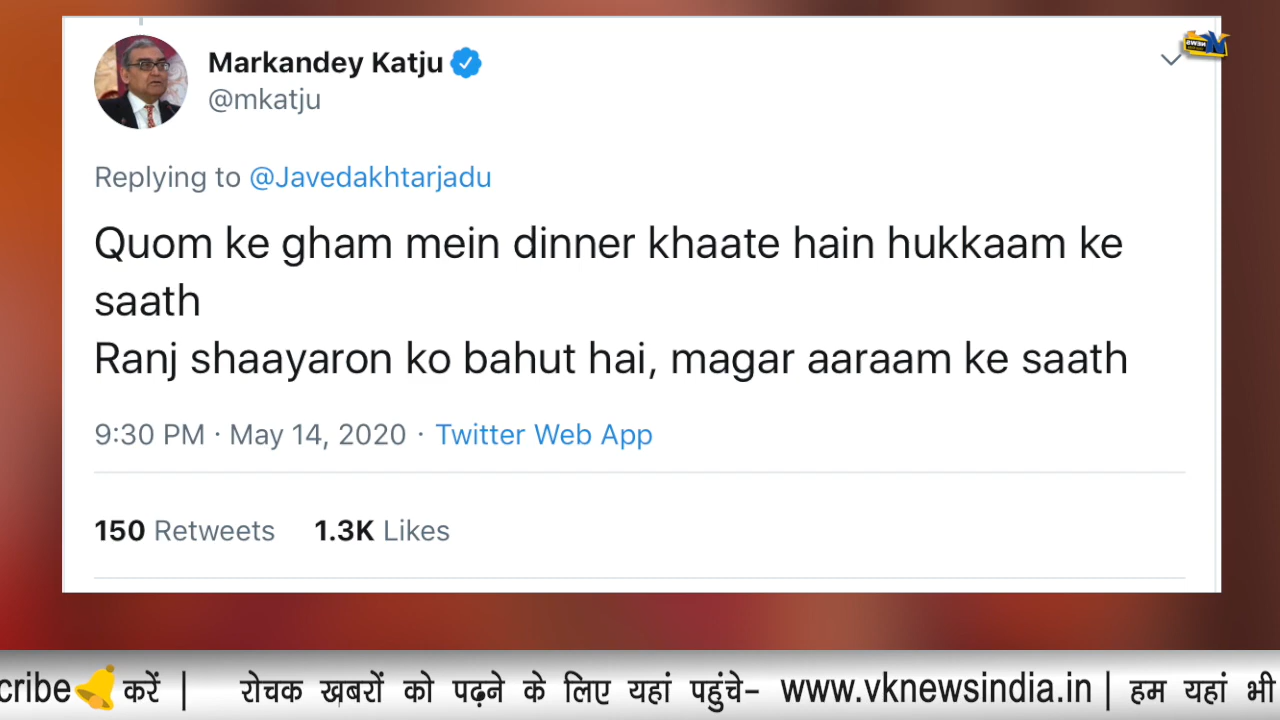 Markandey Katju
@mkatju
Replying to @Javedakhtarjadu
Quom ke gham mein dinner khaate hain hukkaam ke
saath
Ranj shaayaron ko bahut hai, magar aaraam ke saath
9:30 PM · May 14, 2020 · Twitter Web App
150 Retweets 1.3K Likes
cribe करें | रोचक ख़बरों को पढ़ने के लिए यहां पहुंचे– www.vknewsindia.in | हम यहां भी